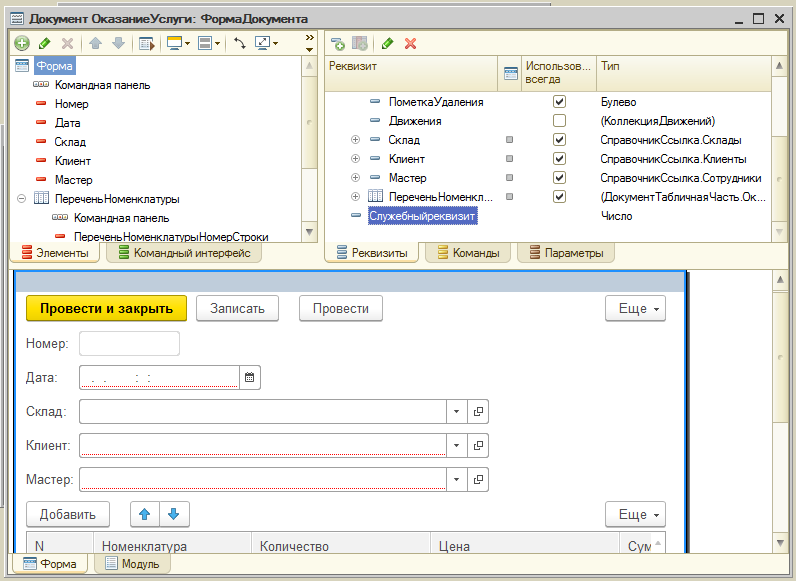 Документ ОказаниеУслуги: ФормаДокумента
Форма
Командная панель
Номер
Дата
Склад
Клиент
Мастер
ПереченьНоменклатуры
Командная панель
ПереченьНоменклатурыНомерСтроки
Элементы Командный интерфейс
Реквизит Использов... всегда Тип
ПометкаУдаления Булево
Движения (КоллекцияДвижений)
Склад СправочникСсылка.Склады
Клиент СправочникСсылка.Клиенты
Мастер СправочникСсылка.Сотрудники
ПереченьНоменкл... (ДокументТабличнаяЧасть.Ок...
Служебныйреквизит Число
Реквизиты Команды Параметры
Провести и закрыть Записать Провести Еще
Номер:
Дата: . . : :
Склад:
Клиент:
Мастер:
Добавить Еще
N Номенклатура Количество Цена Сум
Форма Модуль